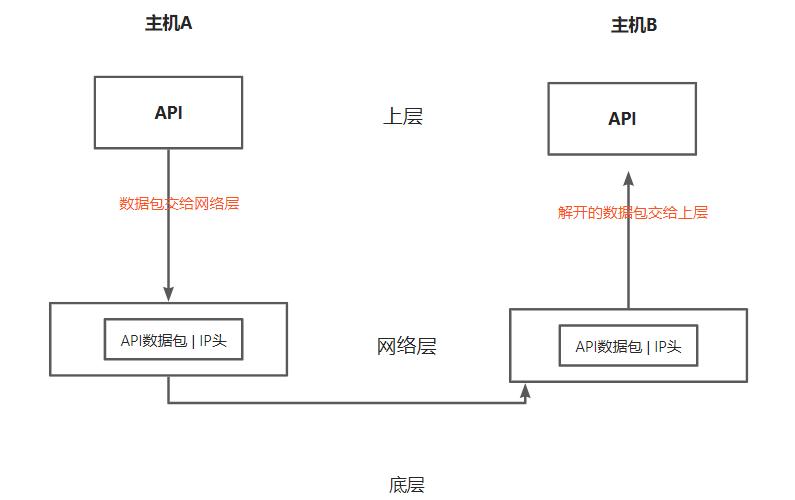 主机A
主机B
API
上层
API
数据包交给网络层
解开的数据包交给上层
API数据包 | IP头
网络层
API数据包 | IP头
底层